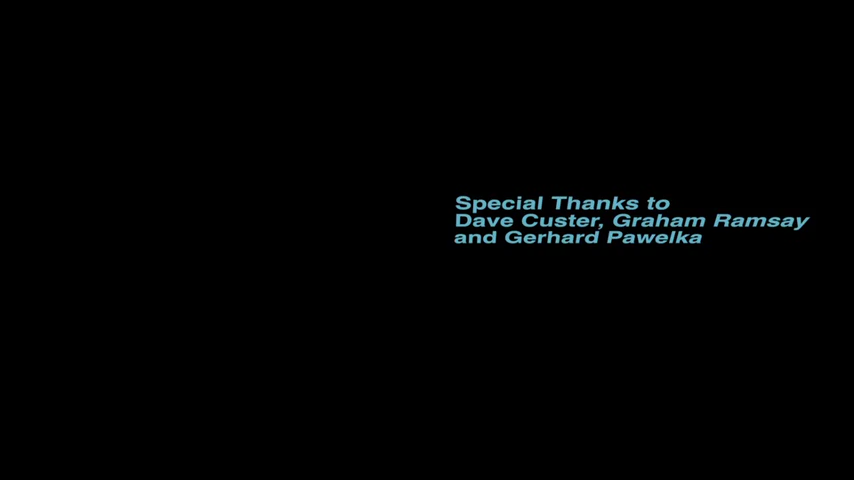 Special Thanks to
Dave Custer, Graham Ramsay
and Gerhard Pawelka